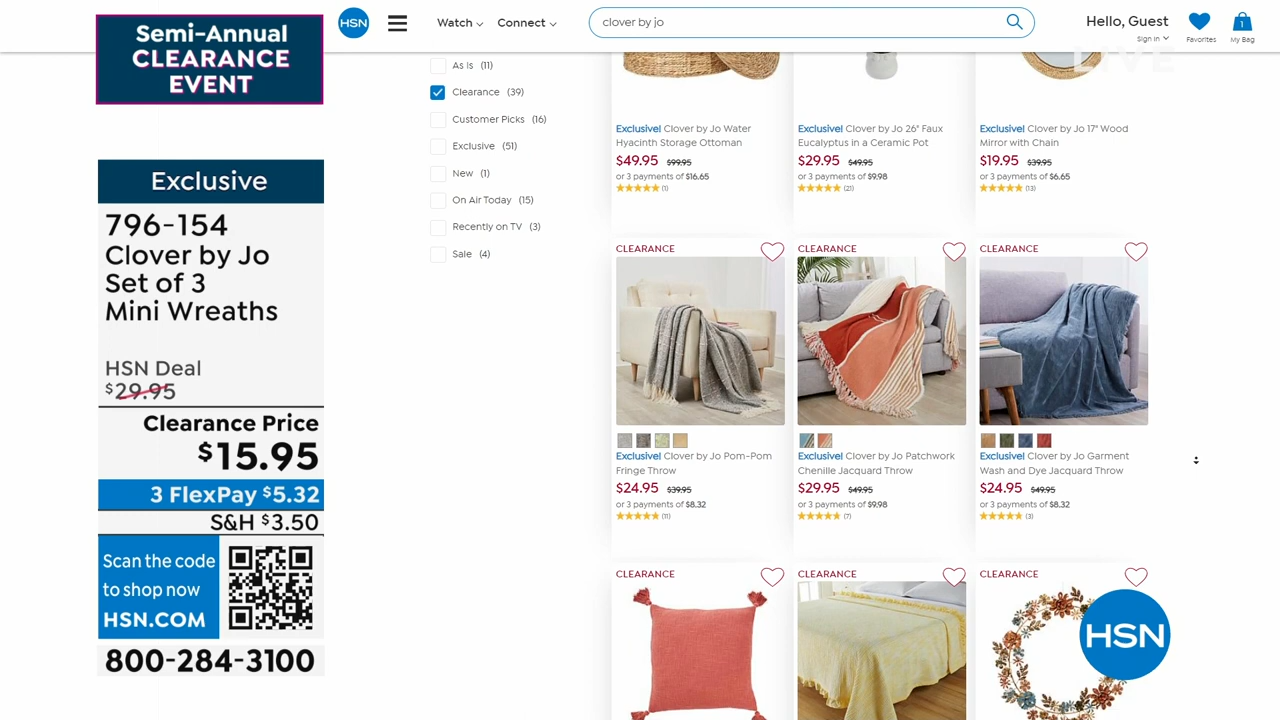 Semi-Annual
CLEARANCE
EVENT
HSN
Watch
Connect
clover by jo
Hello, Guest
Sign In
Favorites
1
My Bag
LIVE
Exclusive
796-154
Clover by Jo
Set of 3
Mini Wreaths
HSN Deal
$29.95
Clearance Price
$15.95
3 FlexPay $5.32
S&H $3.50
Scan the code
to shop now
HSN.COM
800-284-3100
As Is (11)
Clearance (39)
Customer Picks (16)
Exclusive (51)
New (1)
On Air Today (15)
Recently on TV (3)
Sale (4)
Exclusive! Clover by Jo Water
Hyacinth Storage Ottoman
$49.95 $99.95
or 3 payments of $16.65
(1)
Exclusive! Clover by Jo 26" Faux
Eucalyptus in a Ceramic Pot
$29.95 $49.95
or 3 payments of $9.98
(21)
Exclusive! Clover by Jo 17" Wood
Mirror with Chain
$19.95 $39.95
or 3 payments of $6.65
(13)
CLEARANCE
Exclusive! Clover by Jo Pom-Pom
Fringe Throw
$24.95 $39.95
or 3 payments of $8.32
(11)
CLEARANCE
Exclusive! Clover by Jo Patchwork
Chenille Jacquard Throw
$29.95 $49.95
or 3 payments of $9.98
(7)
CLEARANCE
Exclusive! Clover by Jo Garment
Wash and Dye Jacquard Throw
$24.95 $49.95
or 3 payments of $8.32
(3)
CLEARANCE
CLEARANCE
CLEARANCE
HSN